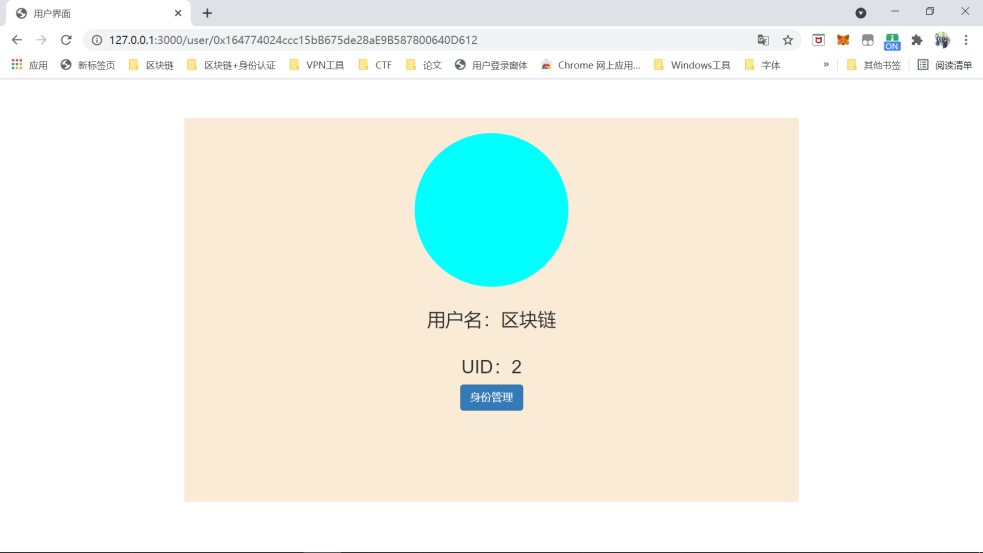 用户界面
127.0.0.1:3000/user/0x164774024ccc15bB675de28aE9B587800640D612
ON
应用 新标签页 区块链 区块链+身份认证 VPN工具 CTF 论文 用户登录窗体 Chrome 网上应用... Windows工具 字体 » 其他书签 阅读清单
用户名：区块链
UID：2
身份管理